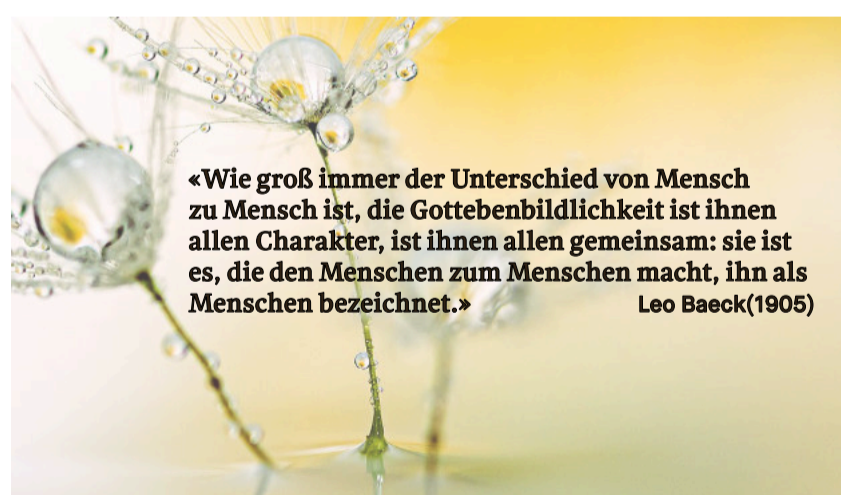 «Wie groß immer der Unterschied von Mensch
zu Mensch ist, die Gottebenbildlichkeit ist ihnen
allen Charakter, ist ihnen allen gemeinsam: sie ist
es, die den Menschen zum Menschen macht, ihn als
Menschen bezeichnet.» Leo Baeck(1905)